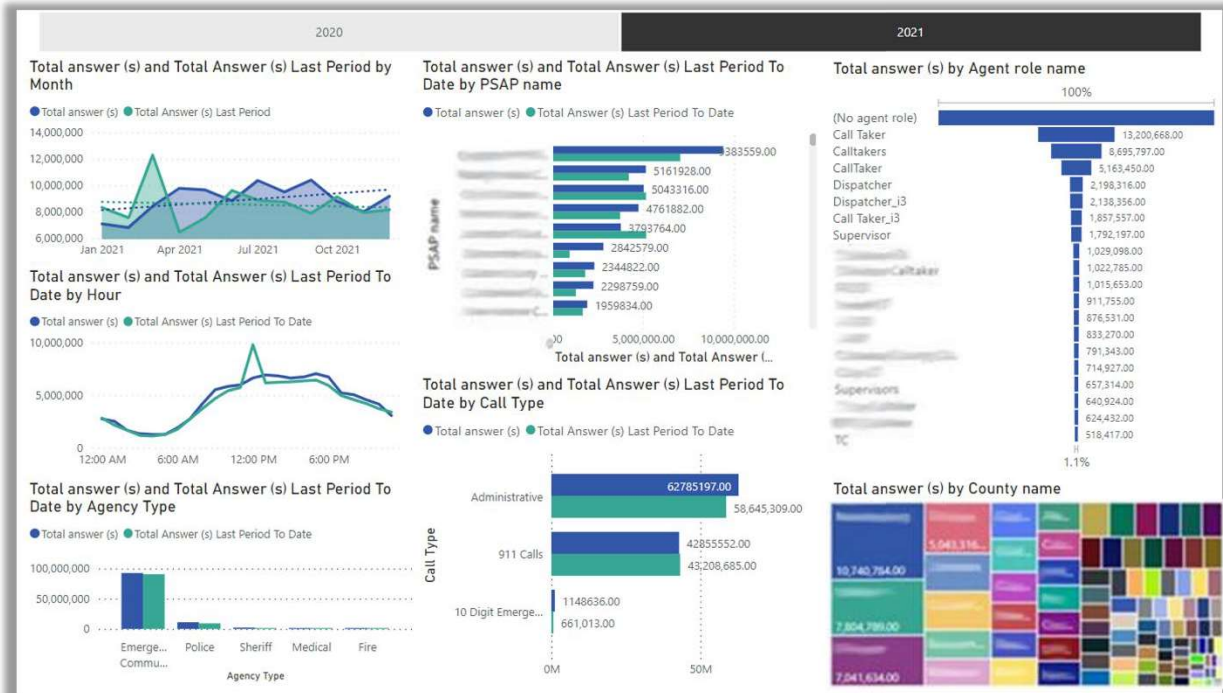 2020
2021
Total answer (s) and Total Answer (s) Last Period by
Month
Total answer (s) Total Answer (s) Last Period
14,000,000
12,000,000
10,000,000
8,000,000
6,000,000
Jan 2021 Apr 2021 Jul 2021 Oct 2021
Total answer (s) and Total Answer (s) Last Period To
Date by Hour
Total answer (s) Total Answer (s) Last Period To Date
10,000,000
5,000,000
0
12:00 AM 6:00 AM 12:00 PM 6:00 PM
Total answer (s) and Total Answer (s) Last Period To
Date by Agency Type
Total answer (s) Total Answer (s) Last Period To Date
100,000,000
50,000,000
0
Emerge... Police Sheriff Medical Fire
Commu...
Agency Type
Total answer (s) and Total Answer (s) Last Period To
Date by PSAP name
Total answer (s) Total Answer (s) Last Period To Date
PSAP name
9383559.00
5161928.00
5043316.00
4761882.00
3793764.00
2842579.00
2344822.00
2298759.00
1959834.00
5,000,000.00 10,000,000.00
Total answer (s) and Total Answer (...
Total answer (s) and Total Answer (s) Last Period To
Date by Call Type
Total answer (s) Total Answer (s) Last Period To Date
Call Type
Administrative 62785197.00
58,645,309.00
911 Calls 42855552.00
43,208,685.00
10 Digit Emerge... 1148636.00
661,013.00
0M 50M
Total answer (s) by Agent role name
100%
(No agent role)
Call Taker 13,200,668.00
Calltakers 8,695,797.00
CallTaker 5,163,450.00
Dispatcher 2,198,316.00
Dispatcher_i3 2,138,356.00
Call Taker_i3 1,857,557.00
Supervisor 1,792,197.00
1,029,098.00
Calltaker 1,022,785.00
1,015,653.00
911,755.00
876,531.00
833,270.00
791,343.00
714,927.00
Supervisors 657,314.00
640,924.00
624,432.00
TC 518,417.00
1.1%
Total answer (s) by County name
10,740,784.00
5,043,316...
7,804,789.00
7,041,634.00